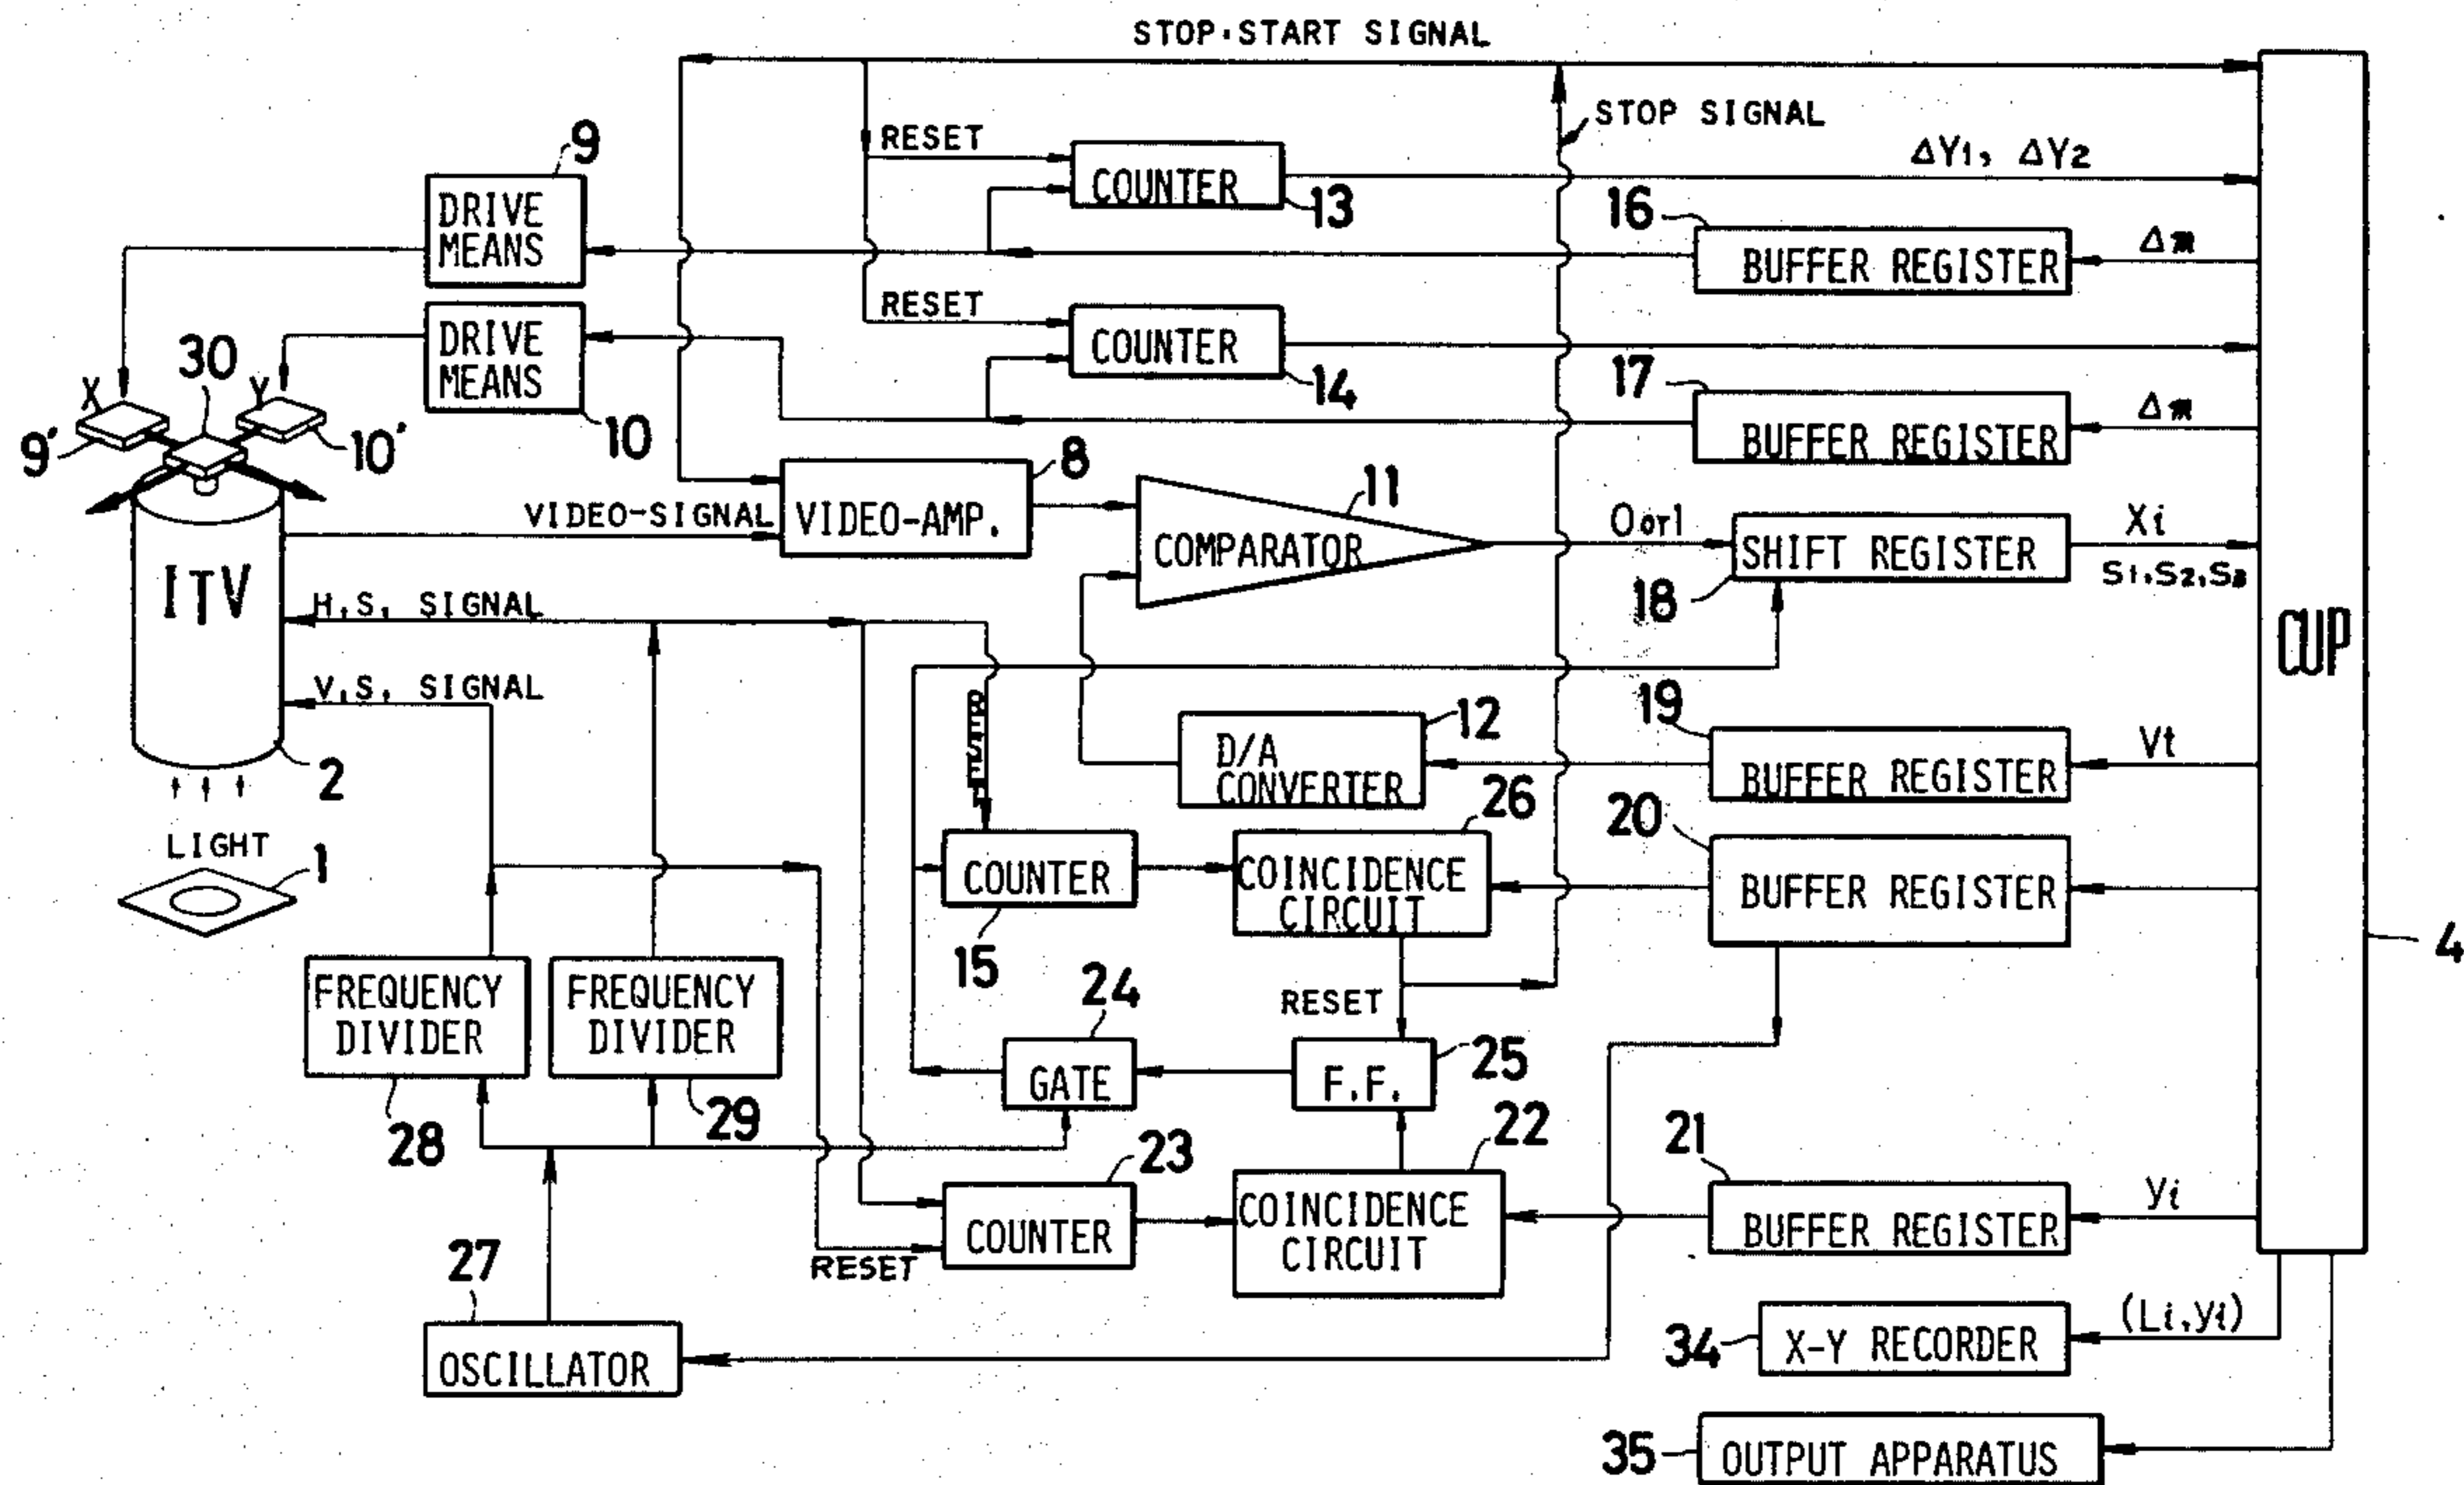 STOP·START SIGNAL
STOP SIGNAL
RESET
COUNTER
13
ΔY1, ΔY2
9
DRIVE
MEANS
16
BUFFER REGISTER
RESET
COUNTER
14
DRIVE
MEANS
10
17
BUFFER REGISTER
X
30
Y
9'
10'
8
VIDEO-SIGNAL
VIDEO-AMP.
11
COMPARATOR
0or1
SHIFT REGISTER
18
Xi
S1,S2,S3
ITV
H.S. SIGNAL
V.S. SIGNAL
2
CUP
4
RESET
12
D/A
CONVERTER
19
BUFFER REGISTER
Vt
LIGHT
1
COUNTER
15
26
COINCIDENCE
CIRCUIT
20
BUFFER REGISTER
FREQUENCY
DIVIDER
28
FREQUENCY
DIVIDER
29
24
GATE
RESET
F.F.
25
23
COUNTER
RESET
22
COINCIDENCE
CIRCUIT
21
BUFFER REGISTER
yi
27
OSCILLATOR
34
X-Y RECORDER
(Li,yi)
35
OUTPUT APPARATUS